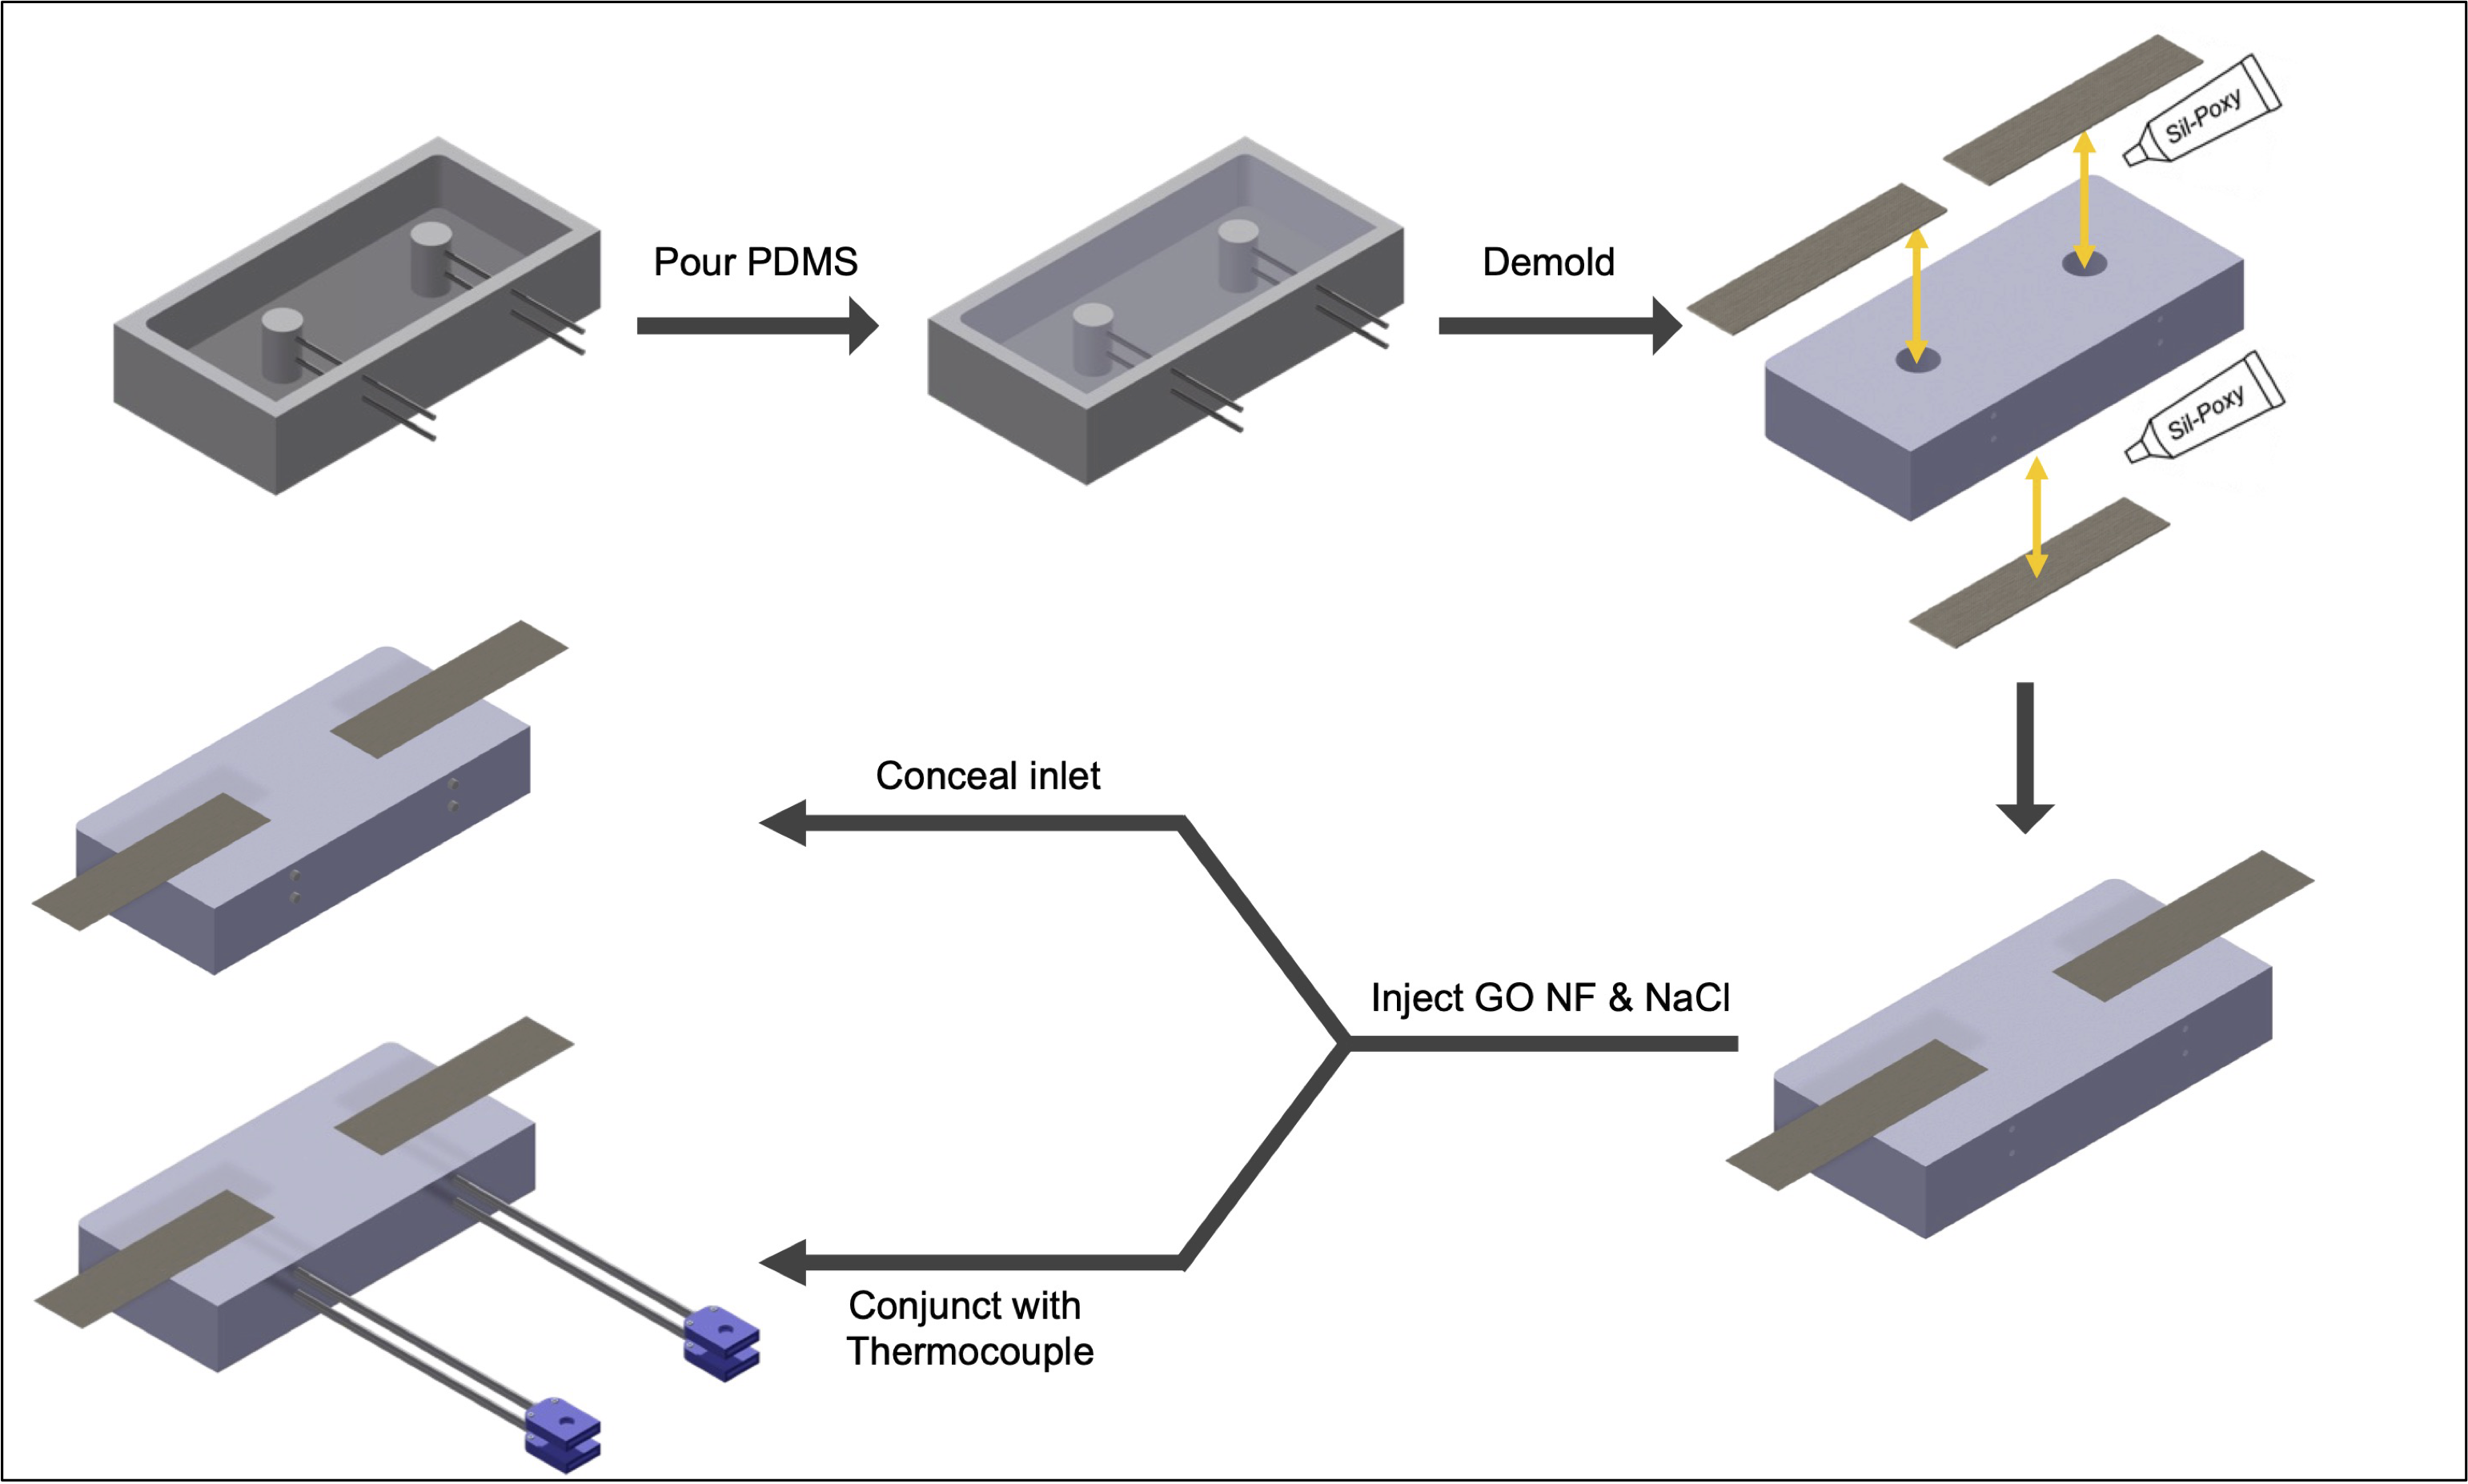 Pour PDMS
Demold
Sil-Poxy
Sil-Poxy
Conceal inlet
Inject GO NF & NaCl
Conjunct with
Thermocouple